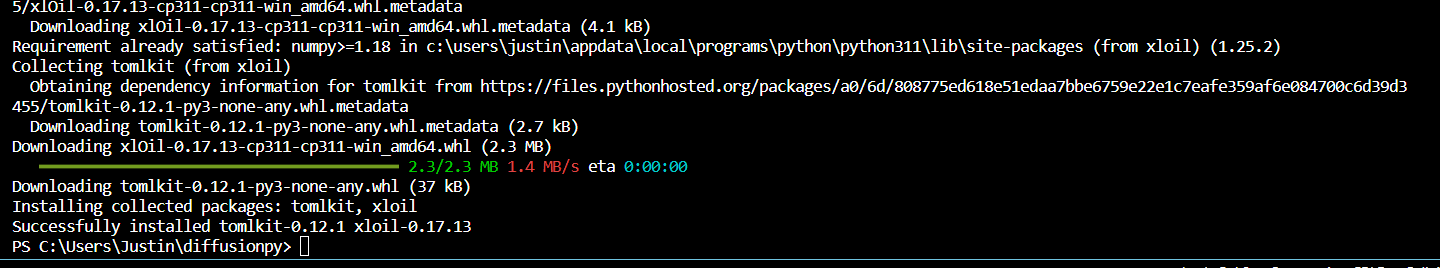 5/xlOil-0.17.13-cp311-cp311-win_amd64.whl.metadata
  Downloading xlOil-0.17.13-cp311-cp311-win_amd64.whl.metadata (4.1 kB)
Requirement already satisfied: numpy>=1.18 in c:\users\justin\appdata\local\programs\python\python311\lib\site-packages (from xloil) (1.25.2)
Collecting tomlkit (from xloil)
  Obtaining dependency information for tomlkit from https://files.pythonhosted.org/packages/a0/6d/808775ed618e51edaa7bbe6759e22e1c7eafe359af6e084700c6d39d3
455/tomlkit-0.12.1-py3-none-any.whl.metadata
  Downloading tomlkit-0.12.1-py3-none-any.whl.metadata (2.7 kB)
Downloading xlOil-0.17.13-cp311-cp311-win_amd64.whl (2.3 MB)
2.3/2.3 MB 1.4 MB/s eta 0:00:00
Downloading tomlkit-0.12.1-py3-none-any.whl (37 kB)
Installing collected packages: tomlkit, xloil
Successfully installed tomlkit-0.12.1 xloil-0.17.13
PS C:\Users\Justin\diffusionpy>